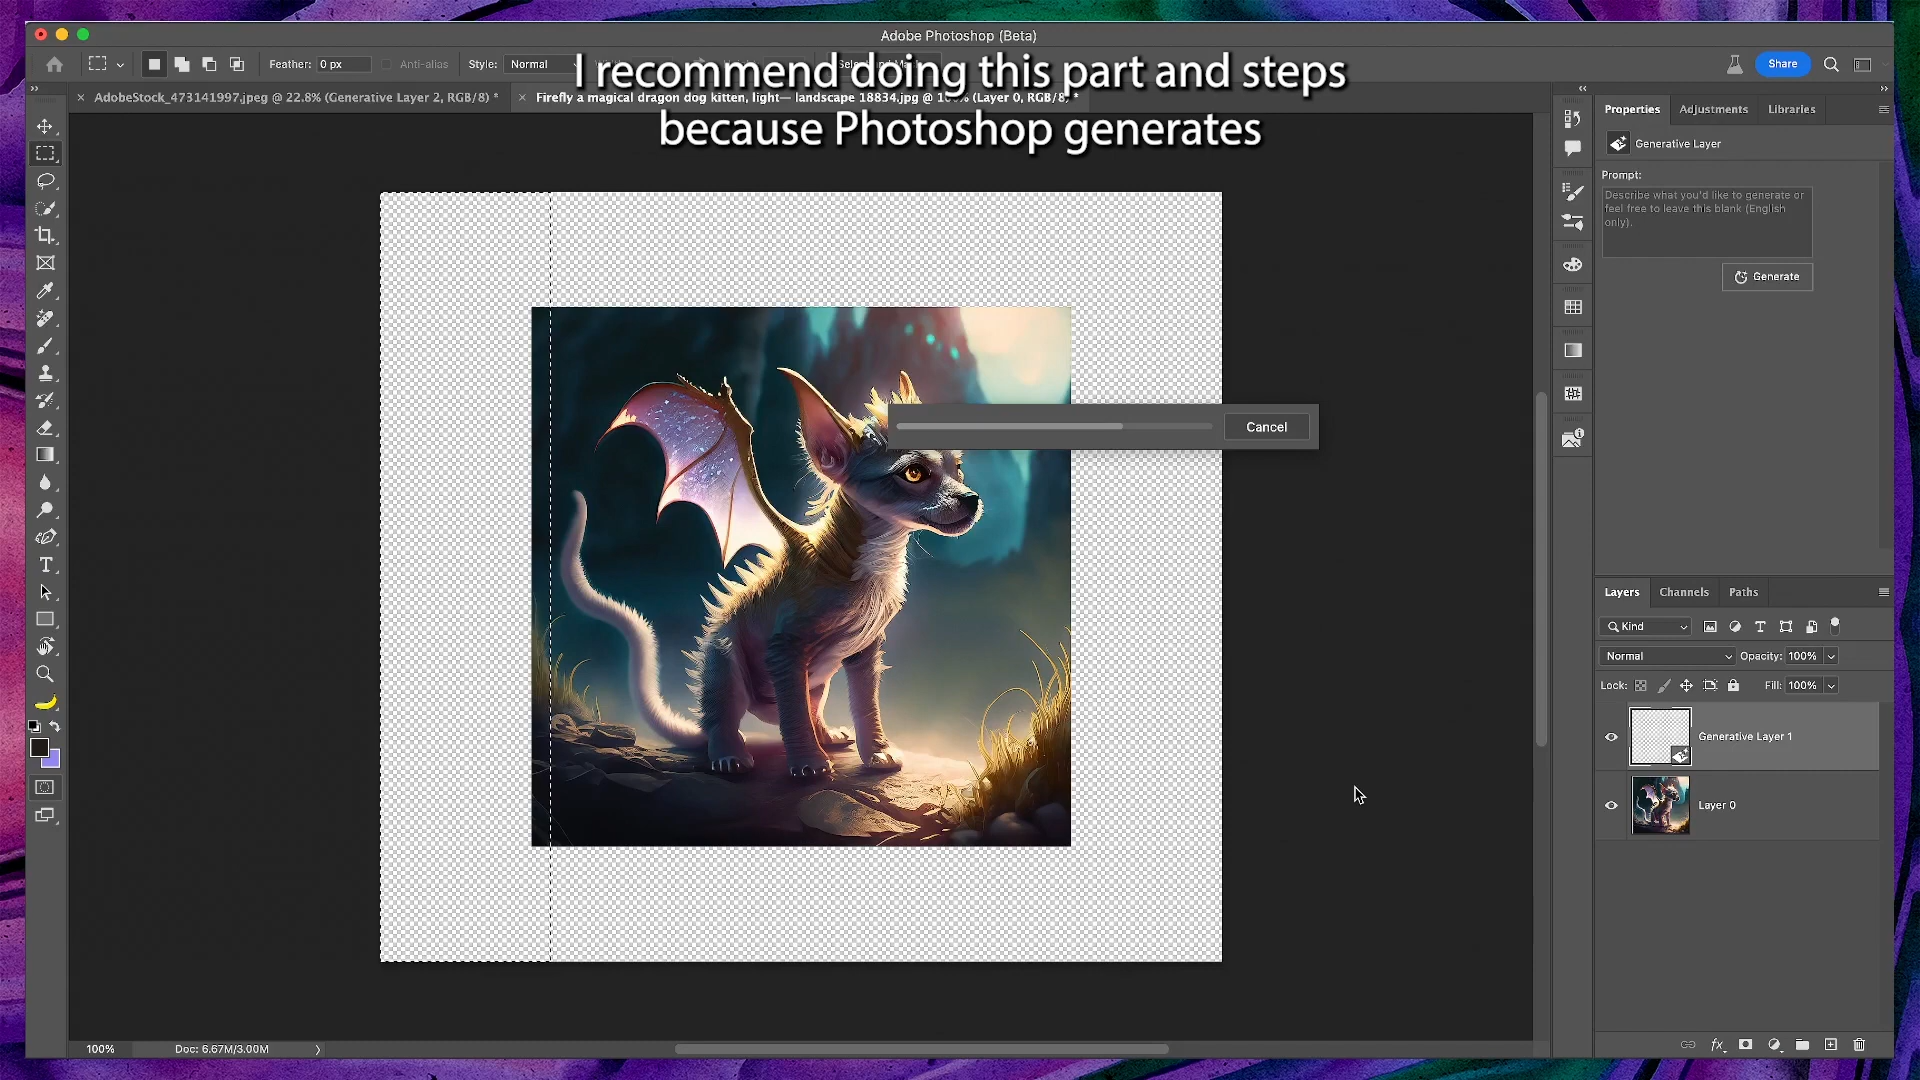 Adobe Photoshop (Beta)
Feather: 0 px Anti-alias Style: Normal
Share
I recommend doing this part and steps
because Photoshop generates
AdobeStock_473141997.jpeg @ 22.8% (Generative Layer 2, RGB/8) *
Firefly a magical dragon dog kitten, light— landscape 18834.jpg @ 100% (Layer 0, RGB/8) *
Properties Adjustments Libraries
Generative Layer
Prompt:
Describe what you'd like to generate or
feel free to leave this blank (English
only).
Generate
Cancel
Layers Channels Paths
Kind
Normal Opacity: 100%
Lock: Fill: 100%
Generative Layer 1
Layer 0
100% Doc: 6.67M/3.00M